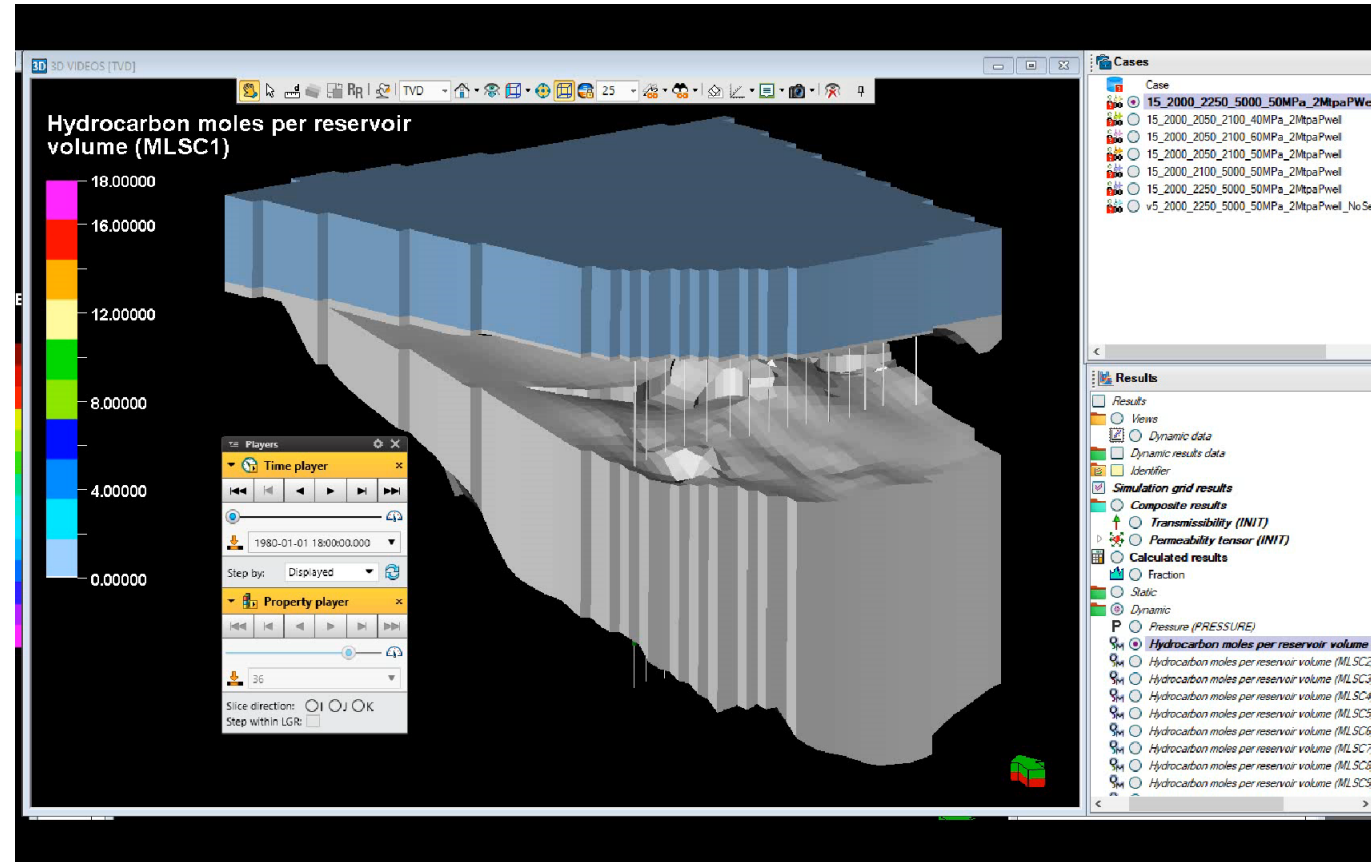 3D 3D VIDEOS [TVD]
TVD
25
Hydrocarbon moles per reservoir
volume (MLSC1)
18.00000
16.00000
12.00000
8.00000
4.00000
0.00000
Players
Time player
1980-01-01 18:00:00.000
Step by: Displayed
Property player
36
Slice direction: I J K
Step within LGR:
Cases
Case
15_2000_2250_5000_50MPa_2MtpaPWe
15_2000_2050_2100_40MPa_2MtpaPwell
15_2000_2050_2100_60MPa_2MtpaPwell
15_2000_2050_2100_50MPa_2MtpaPwell
15_2000_2100_5000_50MPa_2MtpaPwell
15_2000_2250_5000_50MPa_2MtpaPwell
v5_2000_2250_5000_50MPa_2MtpaPwell_NoSe
Results
Results
Views
Dynamic data
Dynamic results data
Identifier
Simulation grid results
Composite results
Transmissibility (INIT)
Permeability tensor (INIT)
Calculated results
Fraction
Static
Dynamic
P Pressure (PRESSURE)
Hydrocarbon moles per reservoir volume
Hydrocarbon moles per reservoir volume (MLSC2
Hydrocarbon moles per reservoir volume (MLSC3
Hydrocarbon moles per reservoir volume (MLSC4
Hydrocarbon moles per reservoir volume (MLSC5
Hydrocarbon moles per reservoir volume (MLSC6
Hydrocarbon moles per reservoir volume (MLSC7
Hydrocarbon moles per reservoir volume (MLSC8
Hydrocarbon moles per reservoir volume (MLSC5